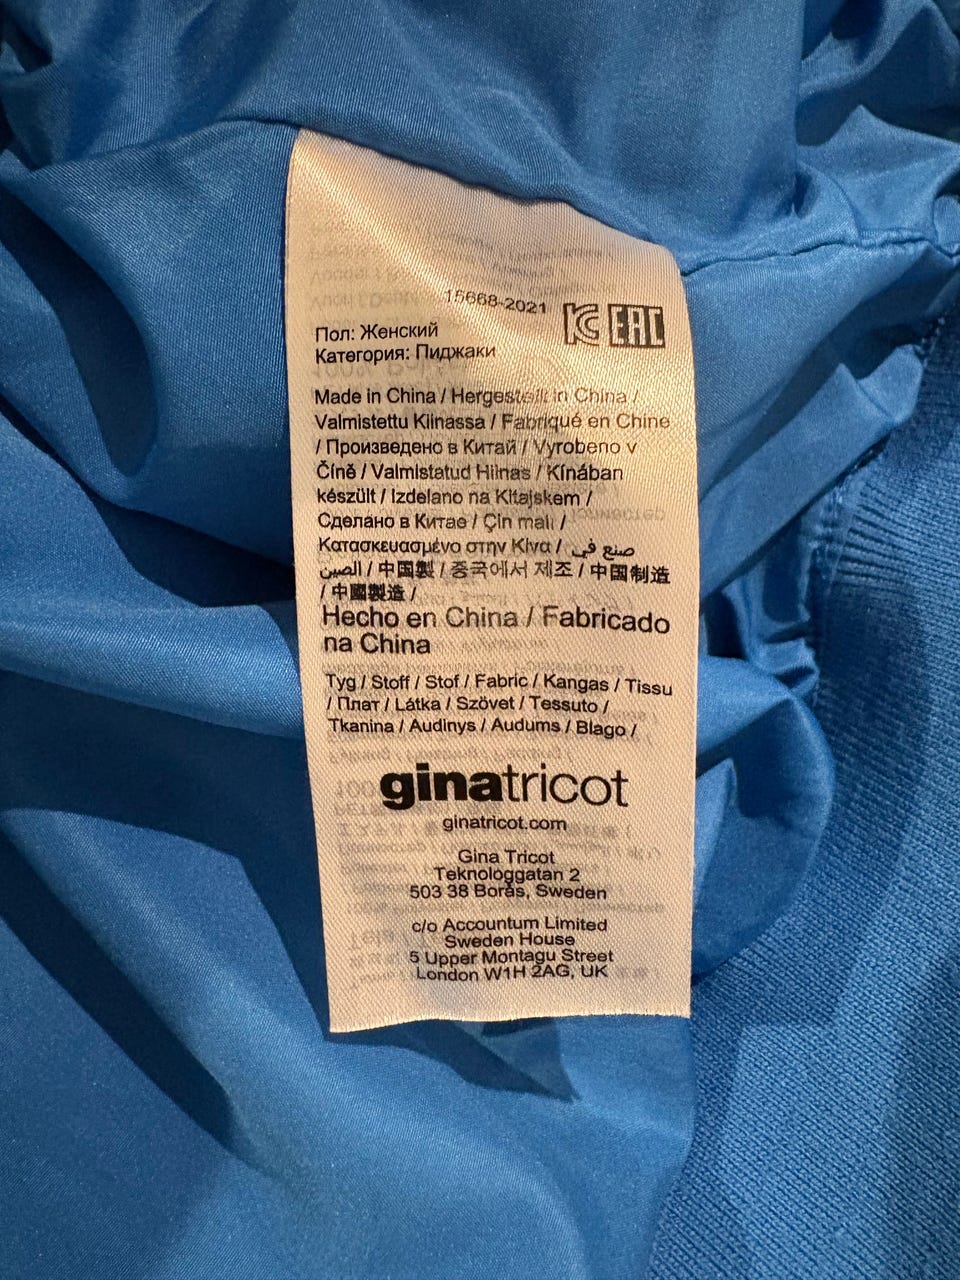 15668-2021 KC EAC
Пол: Женский
Категория: Пиджаки
Made in China / Hergestellt in China /
Valmistettu Kiinassa / Fabriqué en Chine
/ Произведено в Китай / Vyrobeno v
Číně / Valmistatud Hiinas / Kínában
készült / Izdelano na Kitajskem /
Сделано в Китае / Çin malı /
Κατασκευασμένο στην Κίνα / صنع في
الصين / 中国製 / 중국에서 제조 / 中国制造
/ 中國製造 /
Hecho en China / Fabricado
na China
Tyg / Stoff / Stof / Fabric / Kangas / Tissu
/ Плат / Látka / Szövet / Tessuto /
Tkanina / Audinys / Audums / Blago /
ginatricot
ginatricot.com
Gina Tricot
Teknologgatan 2
503 38 Borås, Sweden
c/o Accountum Limited
Sweden House
5 Upper Montagu Street
London W1H 2AG, UK